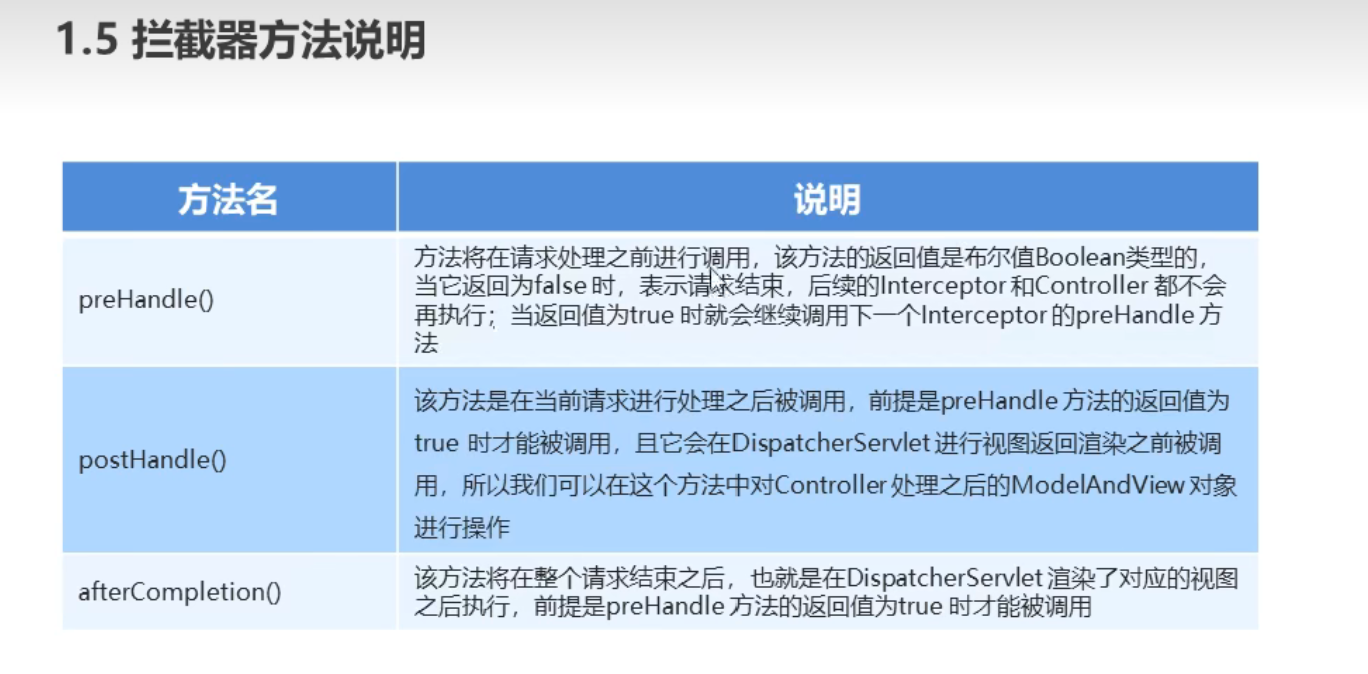 1.5 拦截器方法说明
方法名
说明
preHandle()
方法将在请求处理之前进行调用，该方法的返回值是布尔值Boolean类型的，
当它返回为false 时，表示请求结束，后续的Interceptor 和Controller 都不会
再执行；当返回值为true 时就会继续调用下一个Interceptor 的preHandle 方
法
postHandle()
该方法是在当前请求进行处理之后被调用，前提是preHandle 方法的返回值为
true 时才能被调用，且它会在DispatcherServlet 进行视图返回渲染之前被调
用，所以我们可以在这个方法中对Controller 处理之后的ModelAndView 对象
进行操作
afterCompletion()
该方法将在整个请求结束之后，也就是在DispatcherServlet 渲染了对应的视图
之后执行，前提是preHandle 方法的返回值为true 时才能被调用